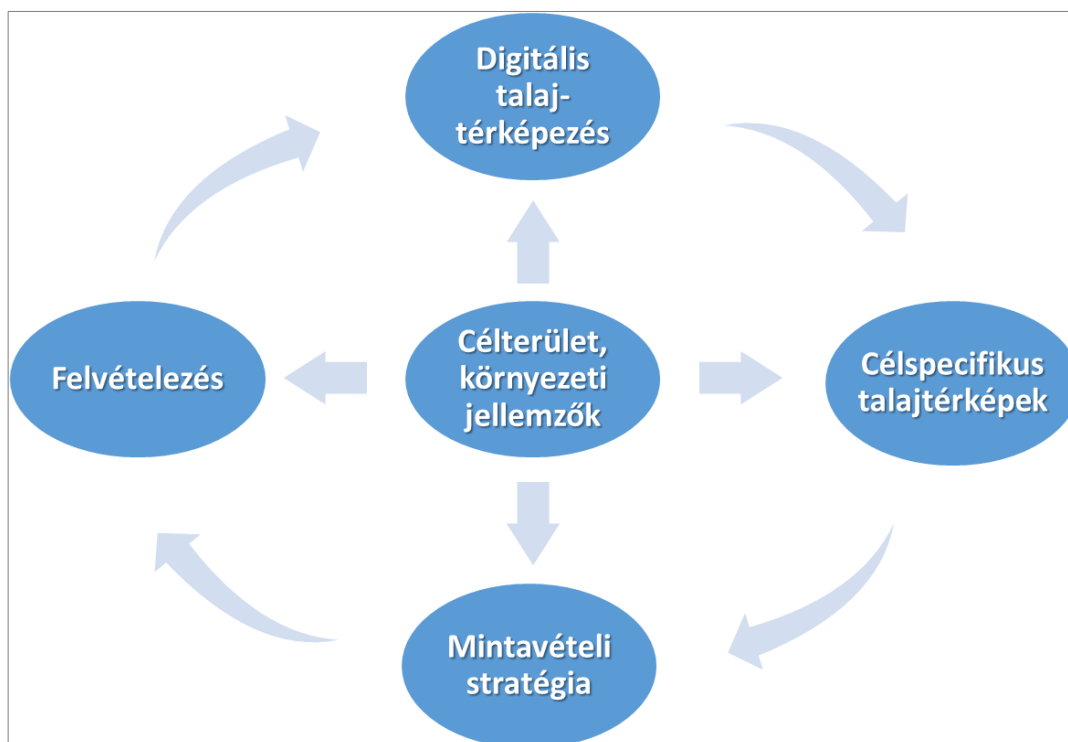 Digitális
talaj-
térképezés
Felvételezés
Célterület,
környezeti
jellemzők
Célspecifikus
talajtérképek
Mintavételi
stratégia